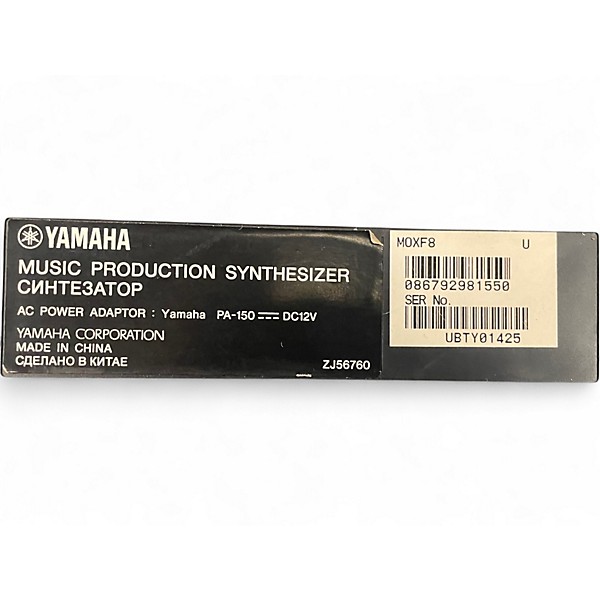 YAMAHA
MUSIC PRODUCTION SYNTHESIZER
СИНТЕЗАТОР
AC POWER ADAPTOR : Yamaha PA-150 ⎓ DC12V
YAMAHA CORPORATION
MADE IN CHINA
СДЕЛАНО В КИТАЕ
ZJ56760
MOXF8 U
086792981550
SER No.
UBTY01425